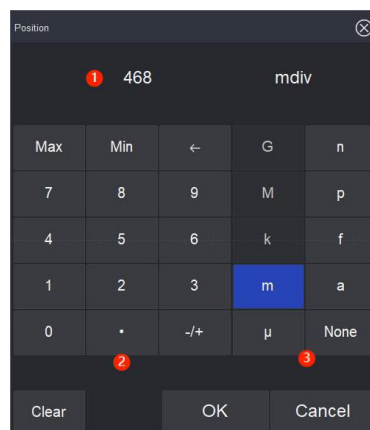 Position
1 468 mdiv
Max Min ← G n
7 8 9 M p
4 5 6 k f
1 2 3 m a
0 . -/+ μ None
2 3
Clear OK Cancel